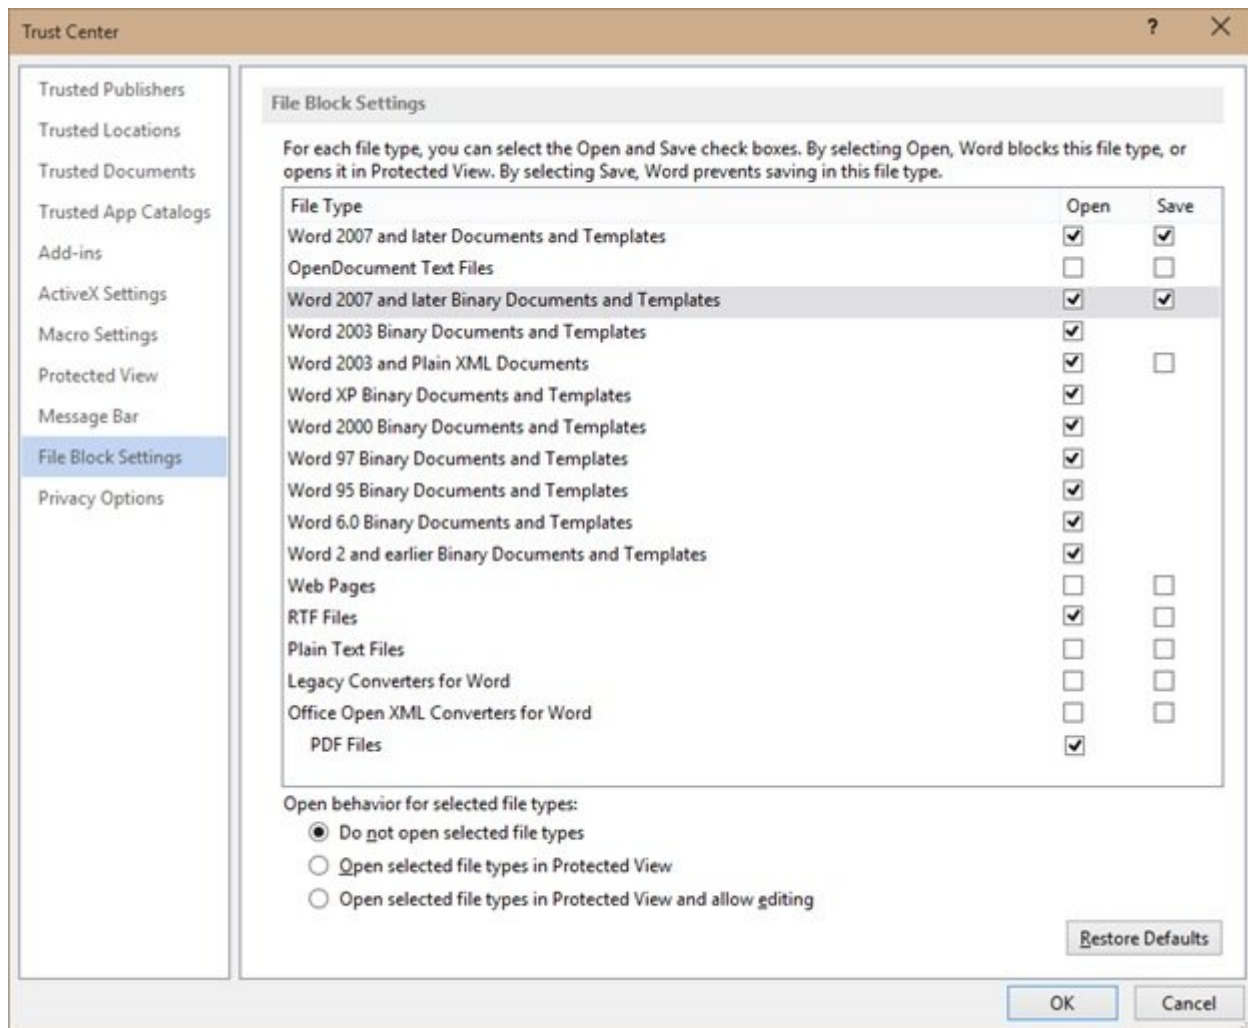 Trust Center
?
Trusted Publishers
Trusted Locations
Trusted Documents
Trusted App Catalogs
Add-ins
ActiveX Settings
Macro Settings
Protected View
Message Bar
File Block Settings
Privacy Options
File Block Settings
For each file type, you can select the Open and Save check boxes. By selecting Open, Word blocks this file type, or
opens it in Protected View. By selecting Save, Word prevents saving in this file type.
File Type Open Save
Word 2007 and later Documents and Templates
OpenDocument Text Files
Word 2007 and later Binary Documents and Templates
Word 2003 Binary Documents and Templates
Word 2003 and Plain XML Documents
Word XP Binary Documents and Templates
Word 2000 Binary Documents and Templates
Word 97 Binary Documents and Templates
Word 95 Binary Documents and Templates
Word 6.0 Binary Documents and Templates
Word 2 and earlier Binary Documents and Templates
Web Pages
RTF Files
Plain Text Files
Legacy Converters for Word
Office Open XML Converters for Word
PDF Files
Open behavior for selected file types:
Do not open selected file types
Open selected file types in Protected View
Open selected file types in Protected View and allow editing
Restore Defaults
OK Cancel